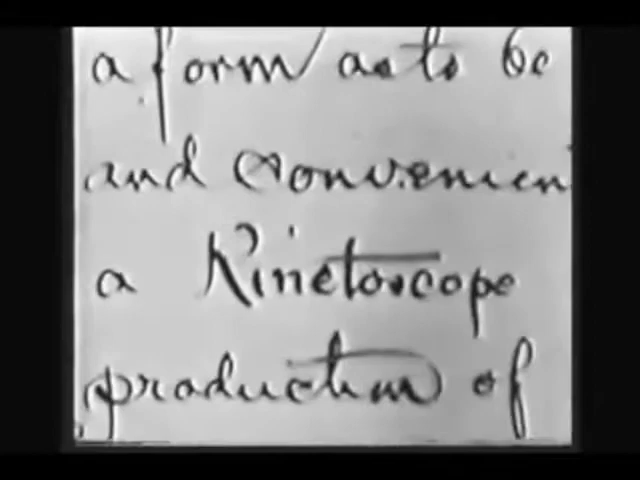 a form as to be
and convenien
a Kinetoscope
production of